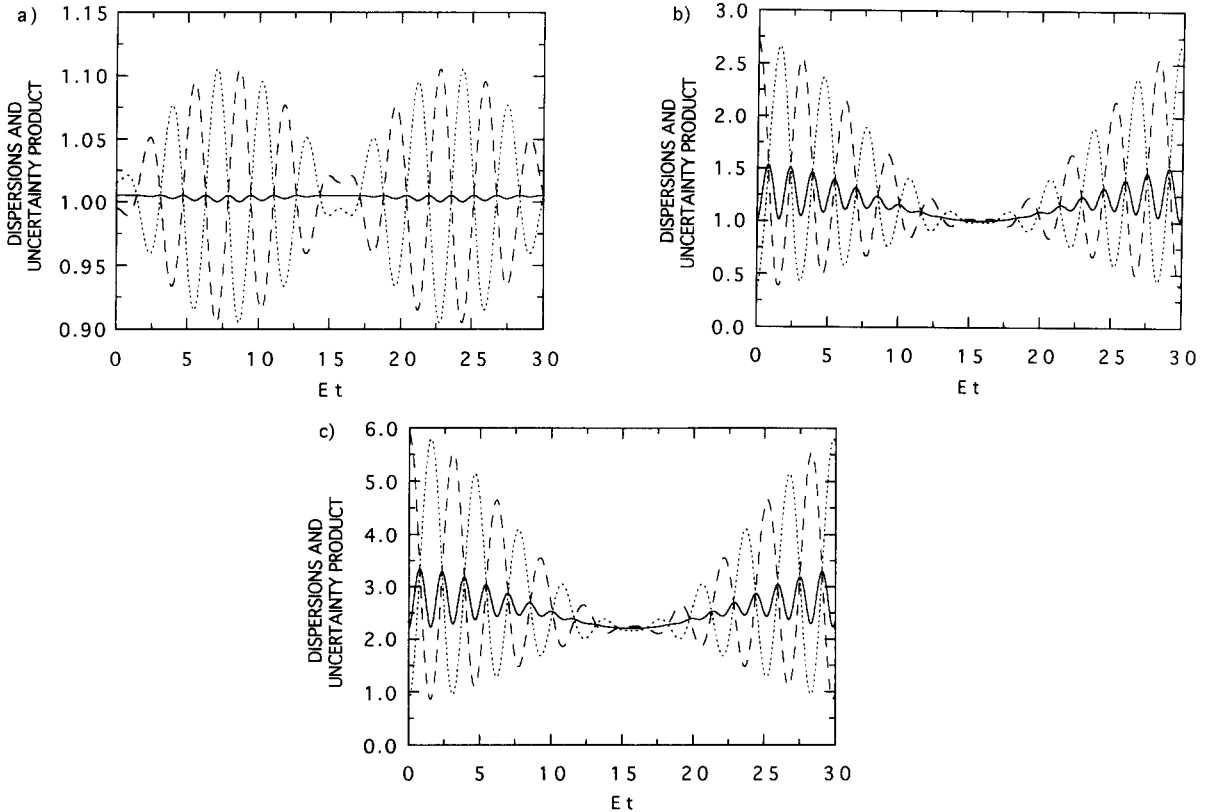 a)
DISPERSIONS AND
UNCERTAINTY PRODUCT
1.15
1.10
1.05
1.00
0.95
0.90
0 5 10 15 20 25 30
E t
b)
DISPERSIONS AND
UNCERTAINTY PRODUCT
3.0
2.5
2.0
1.5
1.0
0.5
0.0
0 5 10 15 20 25 30
E t
c)
DISPERSIONS AND
UNCERTAINTY PRODUCT
6.0
5.0
4.0
3.0
2.0
1.0
0.0
0 5 10 15 20 25 30
E t